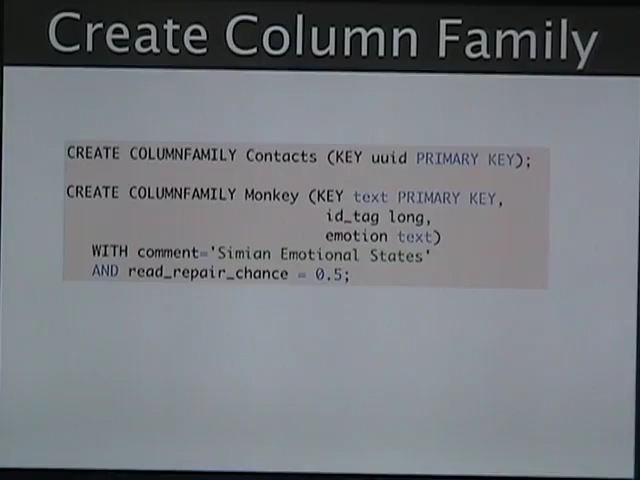 Create Column Family
CREATE COLUMNFAMILY Contacts (KEY uuid PRIMARY KEY);
CREATE COLUMNFAMILY Monkey (KEY text PRIMARY KEY,
id_tag long,
emotion text)
WITH comment='Simian Emotional States'
AND read_repair_chance = 0.5;